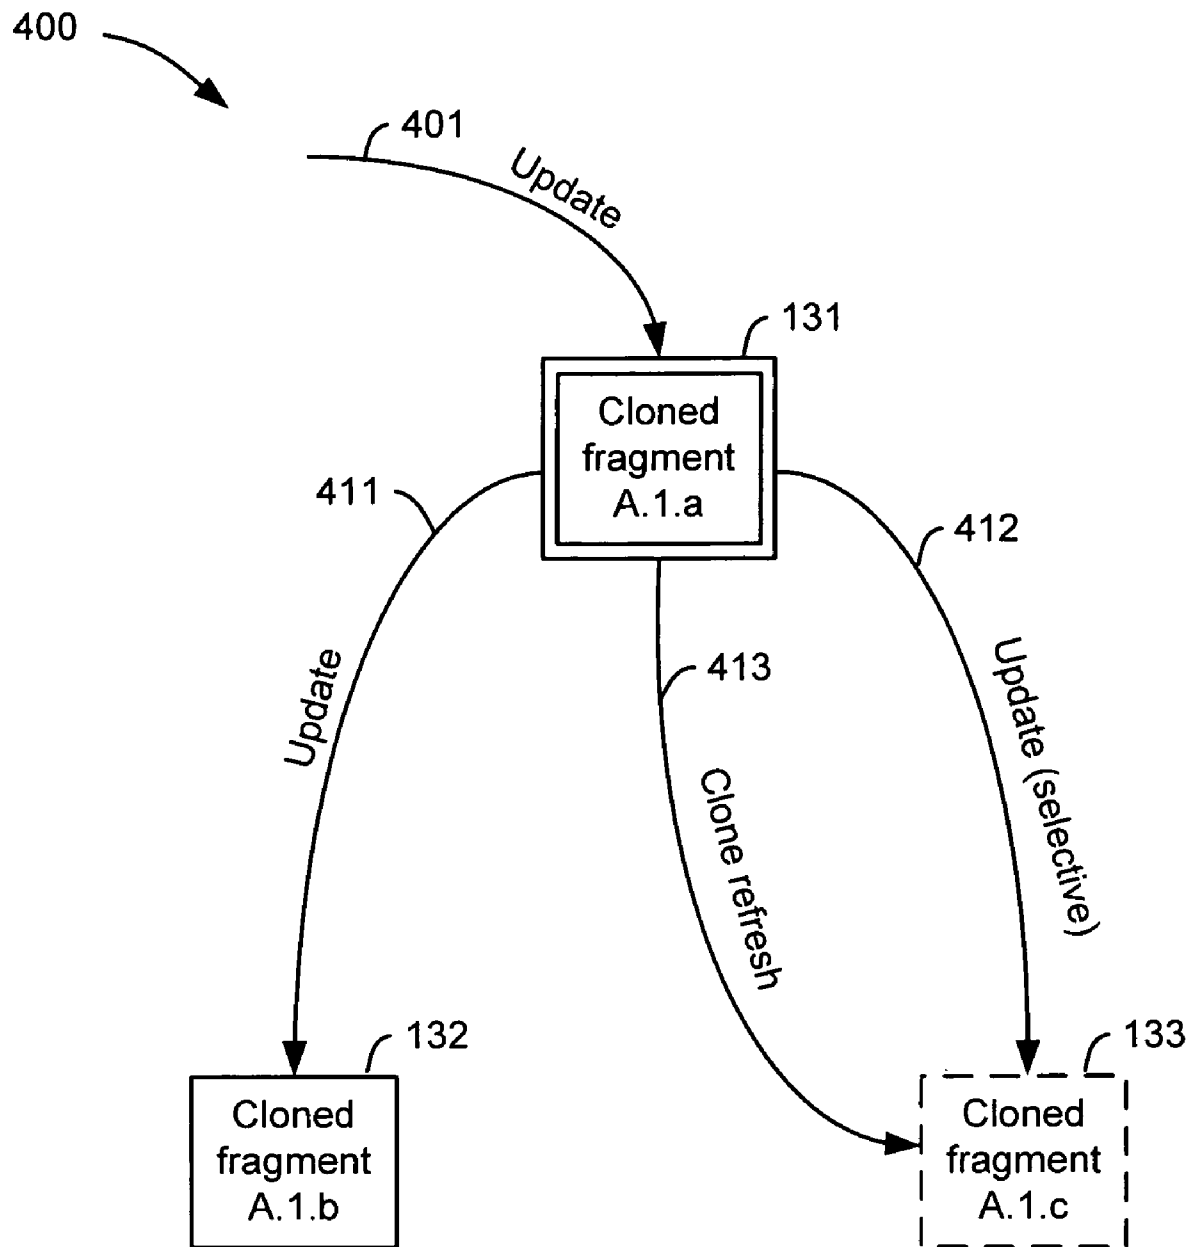 400
401
Update
131
Cloned
fragment
A.1.a
411
412
Update
413
Update (selective)
Clone refresh
132
133
Cloned
fragment
A.1.b
Cloned
fragment
A.1.c